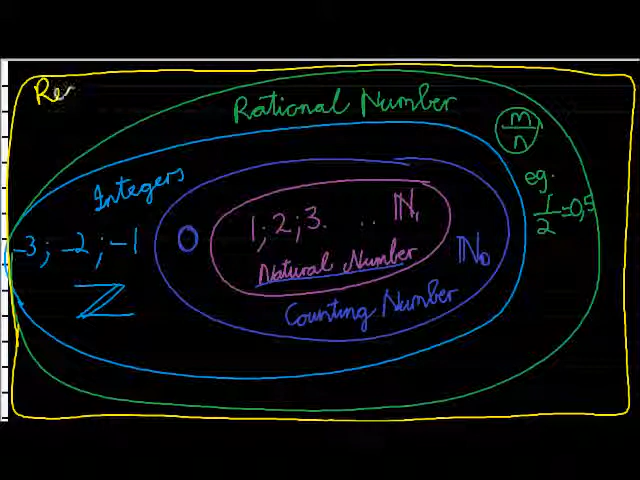 Re
Rational Number
m/n
Integers
eg.
1/2=0,5
-3; -2; -1
0
1; 2; 3. .. ℕ,
Natural Number
ℕ₀
ℤ
Counting Number